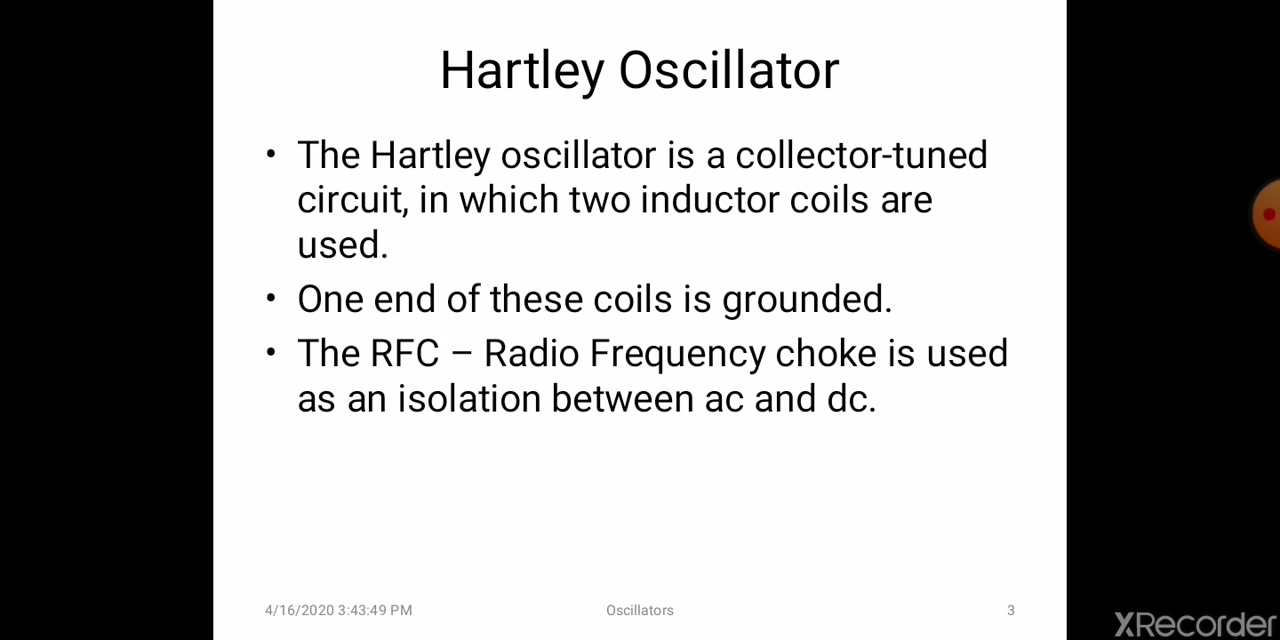 Hartley Oscillator
• The Hartley oscillator is a collector-tuned
circuit, in which two inductor coils are
used.
• One end of these coils is grounded.
• The RFC – Radio Frequency choke is used
as an isolation between ac and dc.
4/16/2020 3:43:49 PM
Oscillators
3
XRecorder